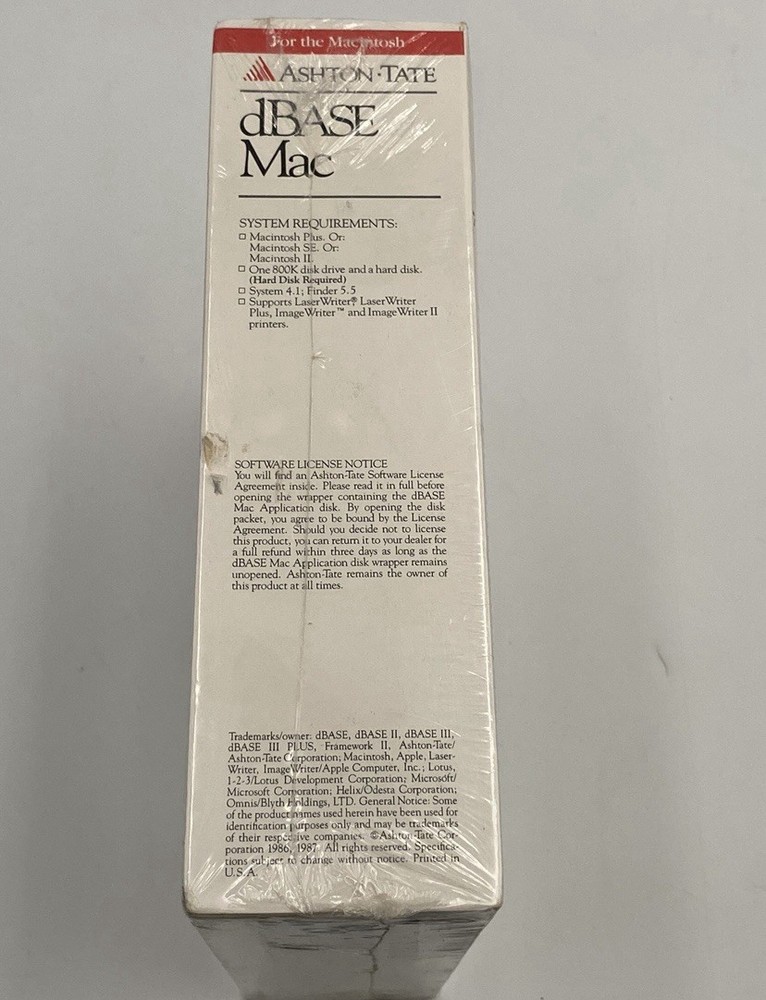 For the Macintosh
ASHTON·TATE
dBASE
Mac
SYSTEM REQUIREMENTS:
□ Macintosh Plus. Or:
Macintosh SE. Or:
Macintosh II.
□ One 800K disk drive and a hard disk.
(Hard Disk Required)
□ System 4.1; Finder 5.5
□ Supports LaserWriter,® LaserWriter
Plus, ImageWriter™ and ImageWriter II
printers.
SOFTWARE LICENSE NOTICE
You will find an Ashton-Tate Software License
Agreement inside. Please read it in full before
opening the wrapper containing the dBASE
Mac Application disk. By opening the disk
packet, you agree to be bound by the License
Agreement. Should you decide not to license
this product, you can return it to your dealer for
a full refund within three days as long as the
dBASE Mac Application disk wrapper remains
unopened. Ashton-Tate remains the owner of
this product at all times.
Trademarks/owner: dBASE, dBASE II, dBASE III,
dBASE III PLUS, Framework II, Ashton-Tate/
Ashton-Tate Corporation; Macintosh, Apple, Laser-
Writer, ImageWriter/Apple Computer, Inc.; Lotus,
1-2-3/Lotus Development Corporation; Microsoft/
Microsoft Corporation; Helix/Odesta Corporation;
Omnis/Blyth Holdings, LTD. General Notice: Some
of the product names used herein have been used for
identification purposes only and may be trademarks
of their respective companies. ©Ashton-Tate Cor-
poration 1986, 1987. All rights reserved. Specifica-
tions subject to change without notice. Printed in
U.S.A.